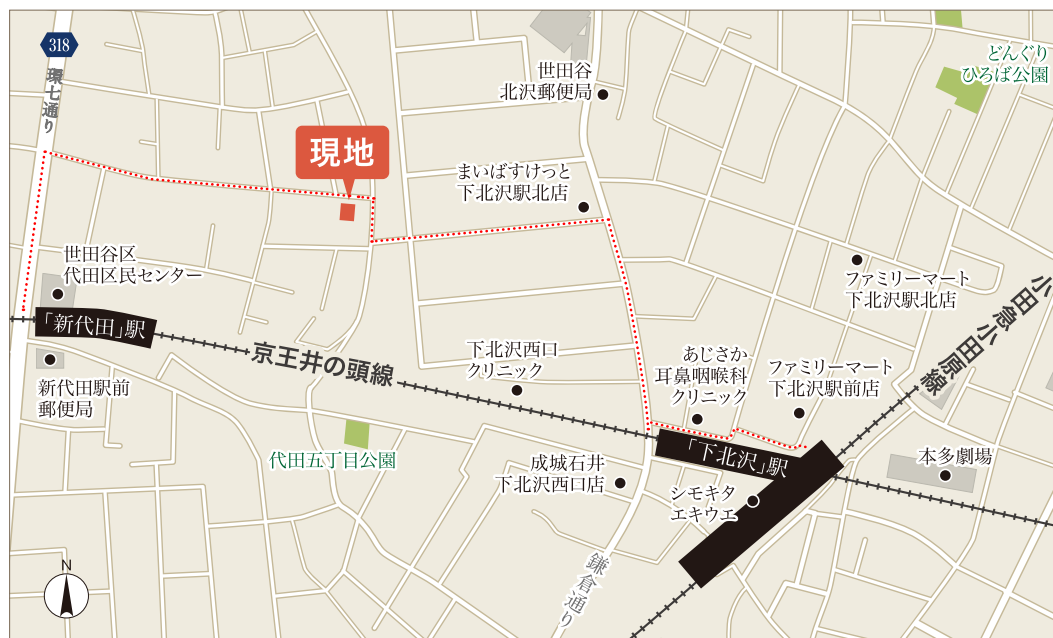 318
環七通り
どんぐり
ひろば公園
世田谷
北沢郵便局
現地
まいばすけっと
下北沢駅北店
世田谷区
代田区民センター
ファミリーマート
下北沢駅北店
小田急小田原線
「新代田」駅
京王井の頭線
新代田駅前
郵便局
下北沢西口
クリニック
あじさか
耳鼻咽喉科
クリニック
ファミリーマート
下北沢駅前店
代田五丁目公園
成城石井
下北沢西口店
「下北沢」駅
シモキタ
エキウエ
本多劇場
鎌倉通り
N